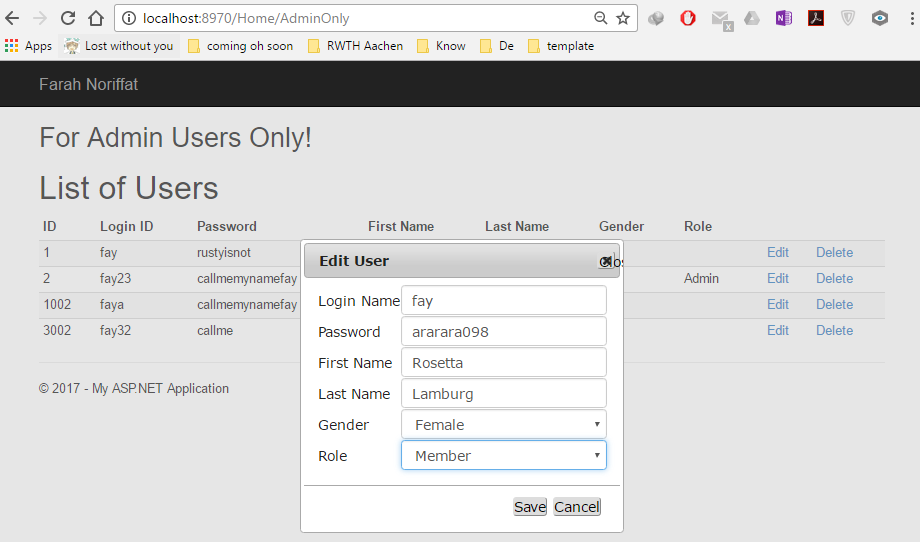 localhost:8970/Home/AdminOnly
Apps Lost without you coming oh soon RWTH Aachen Know De template
Farah Noriffat
For Admin Users Only!
List of Users
ID Login ID Password First Name Last Name Gender Role
1 fay rustyisnot Edit Delete
2 fay23 callmemynamefay Admin Edit Delete
1002 faya callmemynamefay Edit Delete
3002 fay32 callme Edit Delete
© 2017 - My ASP.NET Application
Edit User
Login Name fay
Password ararara098
First Name Rosetta
Last Name Lamburg
Gender Female
Role Member
Save Cancel